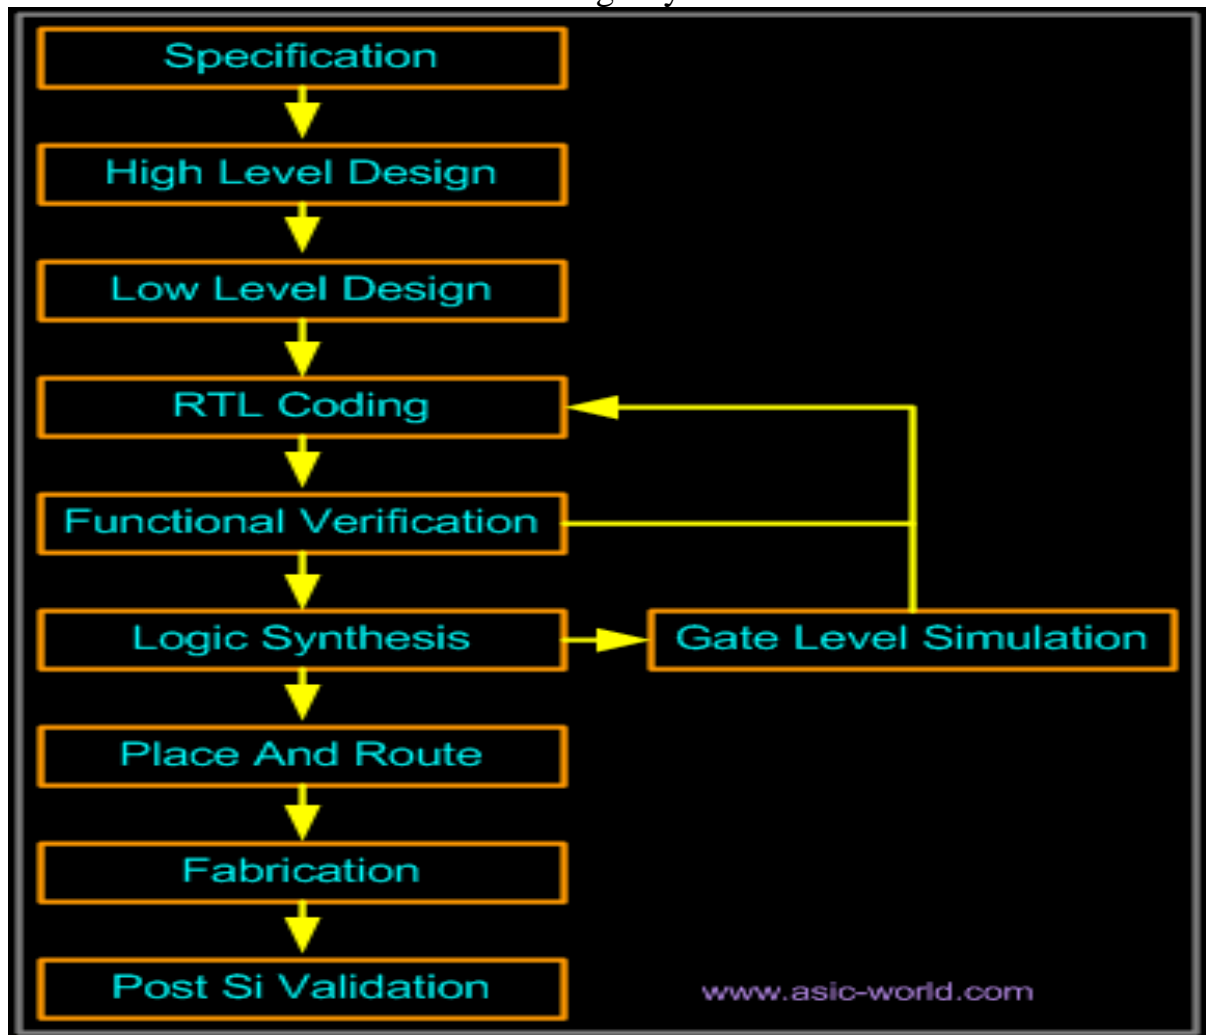 Specification
High Level Design
Low Level Design
RTL Coding
Functional Verification
Logic Synthesis
Gate Level Simulation
Place And Route
Fabrication
Post Si Validation
www.asic-world.com